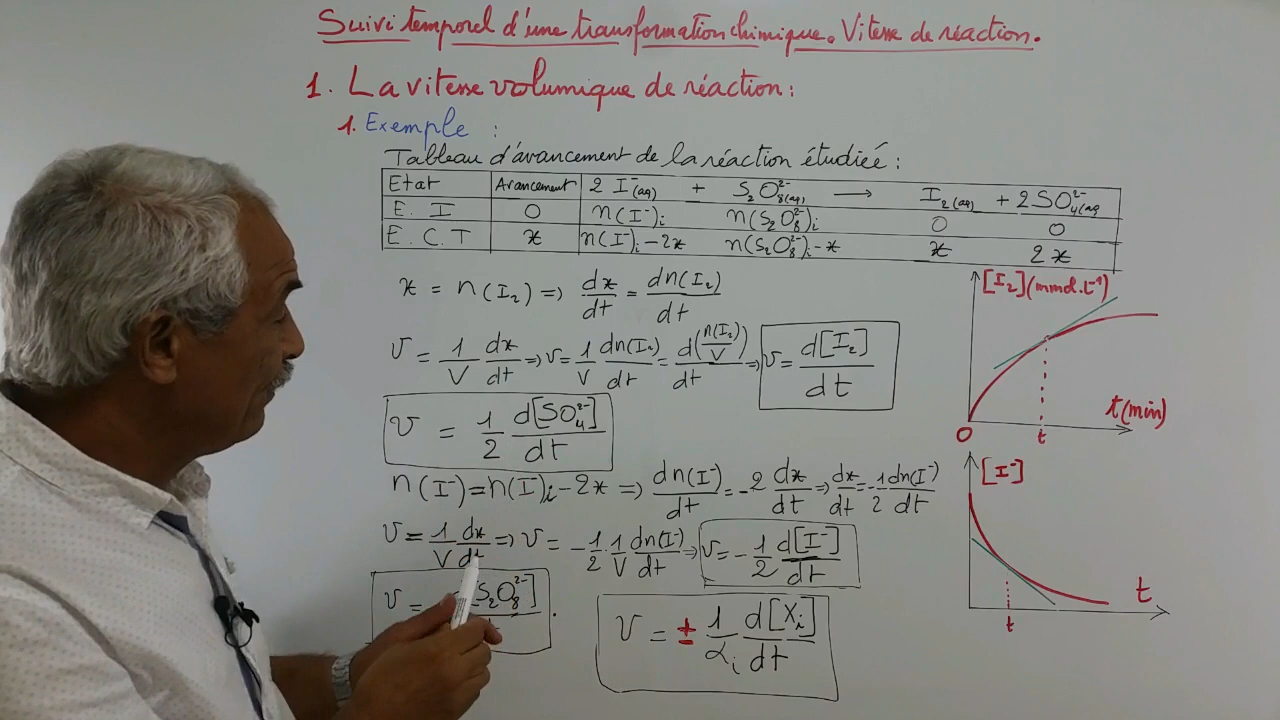 Suivi temporel d'une transformation chimique. Vitesse de réaction.
1. La vitesse volumique de réaction :
1. Exemple :
Tableau d'avancement de la réaction étudiée :
Etat Avancement 2 I⁻(aq) + S₂O₈²⁻(aq) → I₂(aq) + 2 SO₄²⁻(aq
E. I 0 n(I⁻)i n(S₂O₈²⁻)i 0 0
E. C. T x n(I⁻)i - 2x n(S₂O₈²⁻)i - x x 2x
x = n(I₂) ⇒ dx/dt = dn(I₂)/dt
v = 1/V dx/dt ⇒ v = 1/V dn(I₂)/dt = d(n(I₂)/V)/dt ⇒ v = d[I₂]/dt
v = 1/2 d[SO₄²⁻]/dt
n(I⁻) = n(I⁻)i - 2x ⇒ dn(I⁻)/dt = -2 dx/dt ⇒ dx/dt = -1/2 dn(I⁻)/dt
v = 1/V dx/dt ⇒ v = -1/2 . 1/V dn(I⁻)/dt ⇒ v = -1/2 d[I⁻]/dt
v = [S₂O₈²⁻] .
v = ± 1/αi d[Xi]/dt
[I₂](mmol.L⁻¹)
t(min)
0 t
[I⁻]
t
t